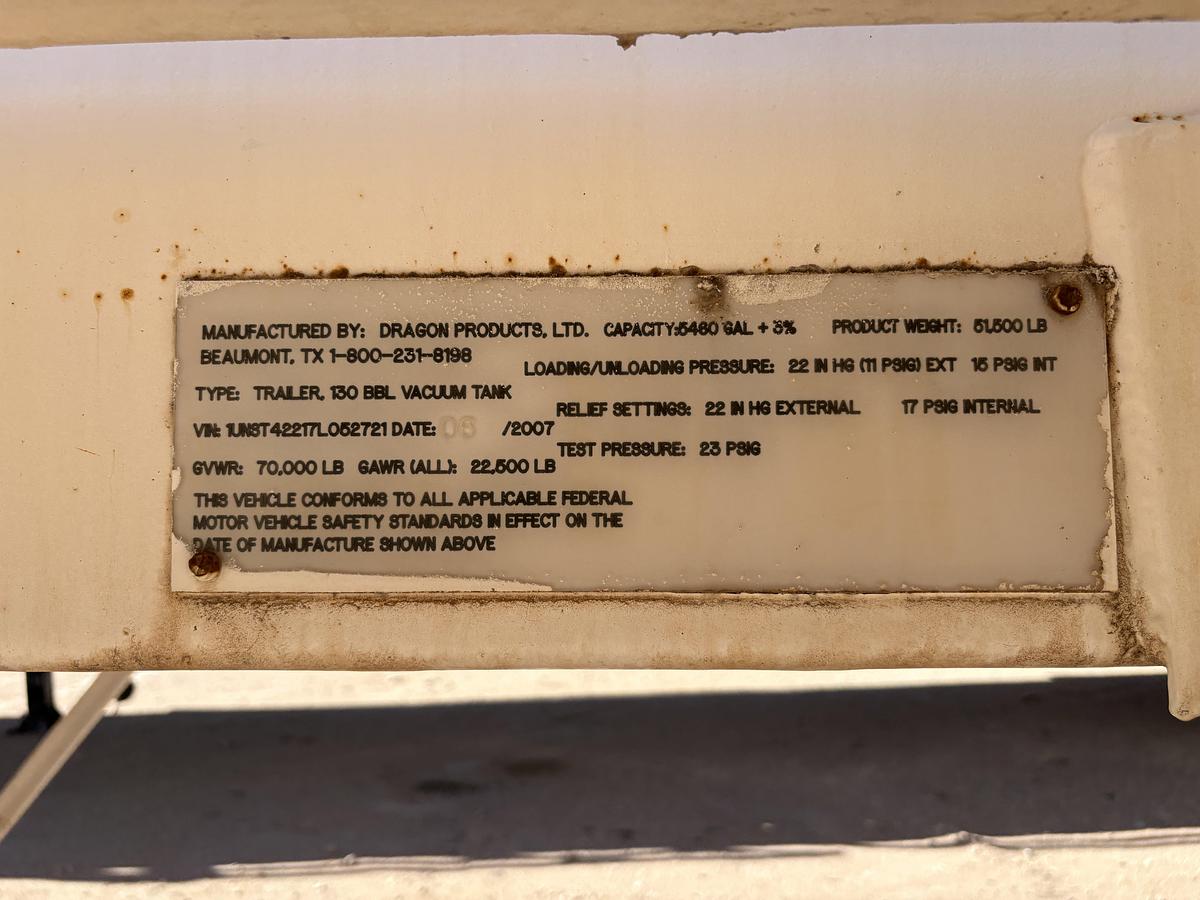 MANUFACTURED BY: DRAGON PRODUCTS, LTD. CAPACITY:5460 GAL + 3% PRODUCT WEIGHT: 51,500 LB
BEAUMONT, TX 1-800-231-8198
LOADING/UNLOADING PRESSURE: 22 IN HG (11 PSIG) EXT 15 PSIG INT
TYPE: TRAILER, 130 BBL VACUUM TANK
RELIEF SETTINGS: 22 IN HG EXTERNAL 17 PSIG INTERNAL
VIN: 1UNST42217L052721 DATE: 06 /2007
TEST PRESSURE: 23 PSIG
GVWR: 70,000 LB GAWR (ALL): 22,500 LB
THIS VEHICLE CONFORMS TO ALL APPLICABLE FEDERAL
MOTOR VEHICLE SAFETY STANDARDS IN EFFECT ON THE
DATE OF MANUFACTURE SHOWN ABOVE